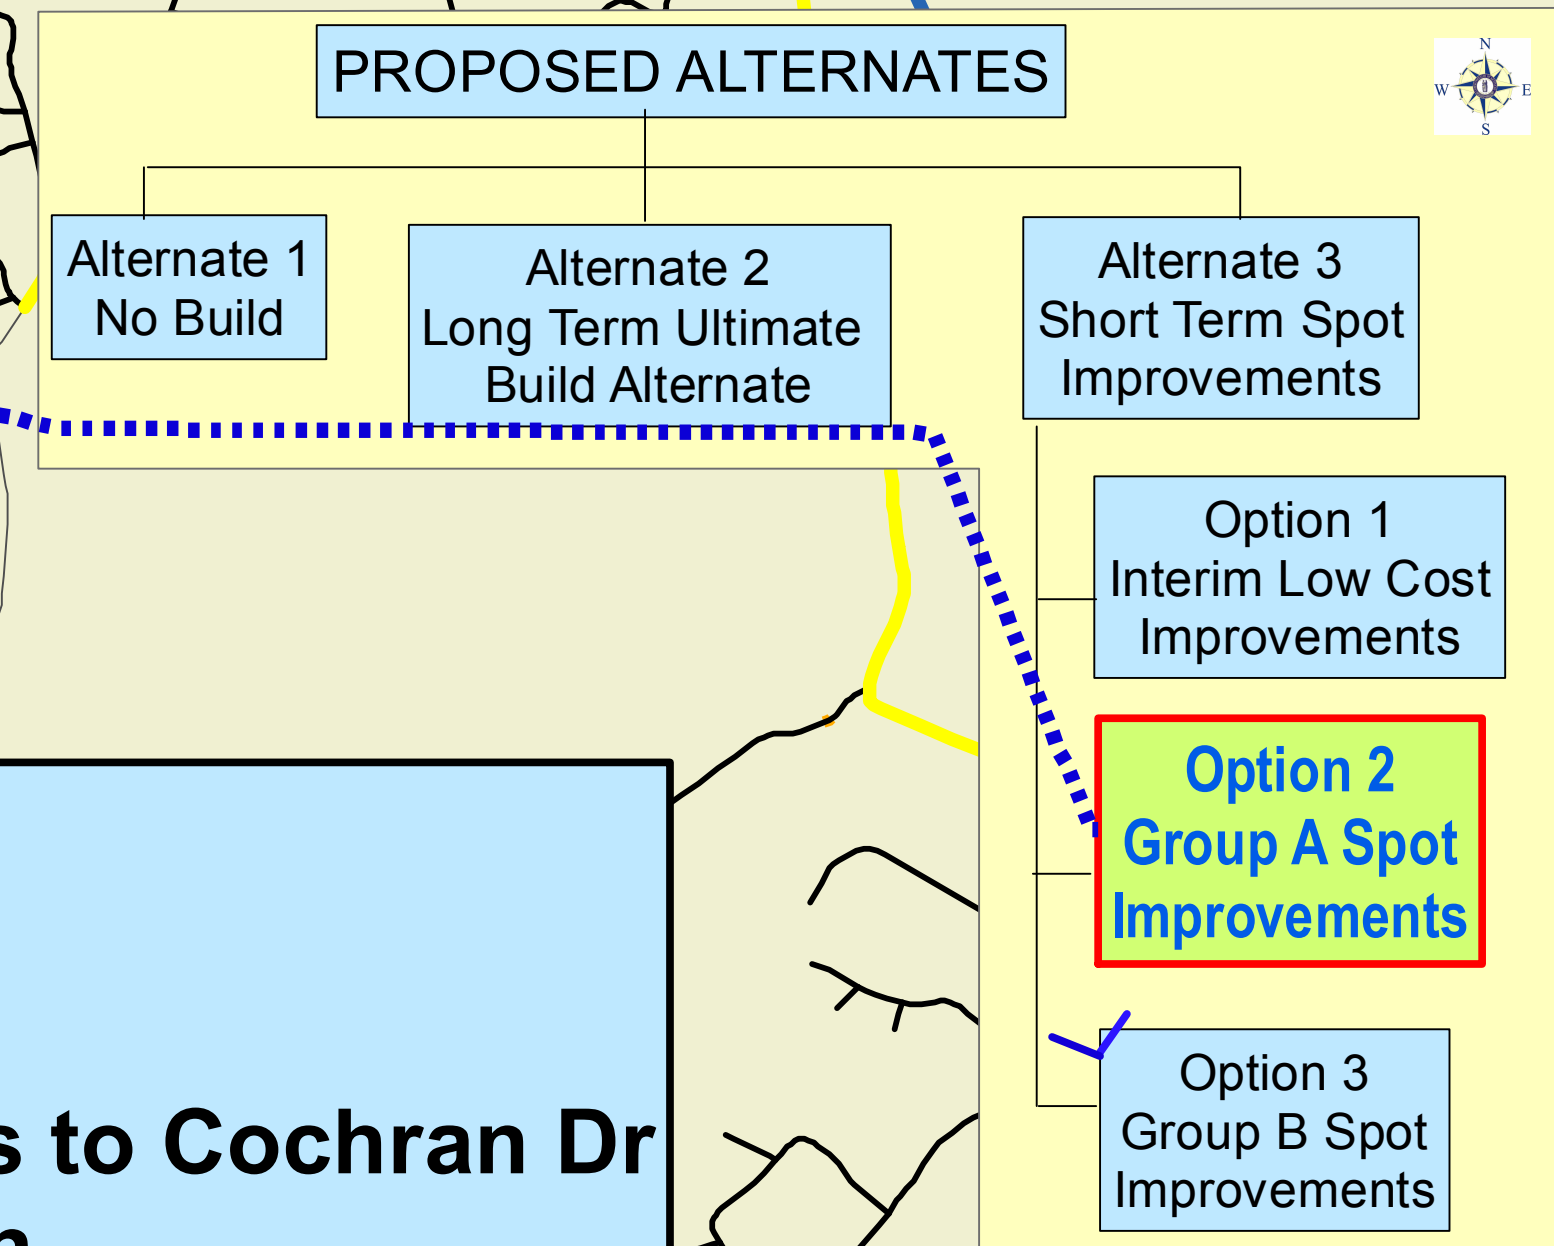 PROPOSED ALTERNATES
N
W E
S
Alternate 1
No Build
Alternate 2
Long Term Ultimate
Build Alternate
Alternate 3
Short Term Spot
Improvements
Option 1
Interim Low Cost
Improvements
Option 2
Group A Spot
Improvements
Option 3
Group B Spot
Improvements
s to Cochran Dr